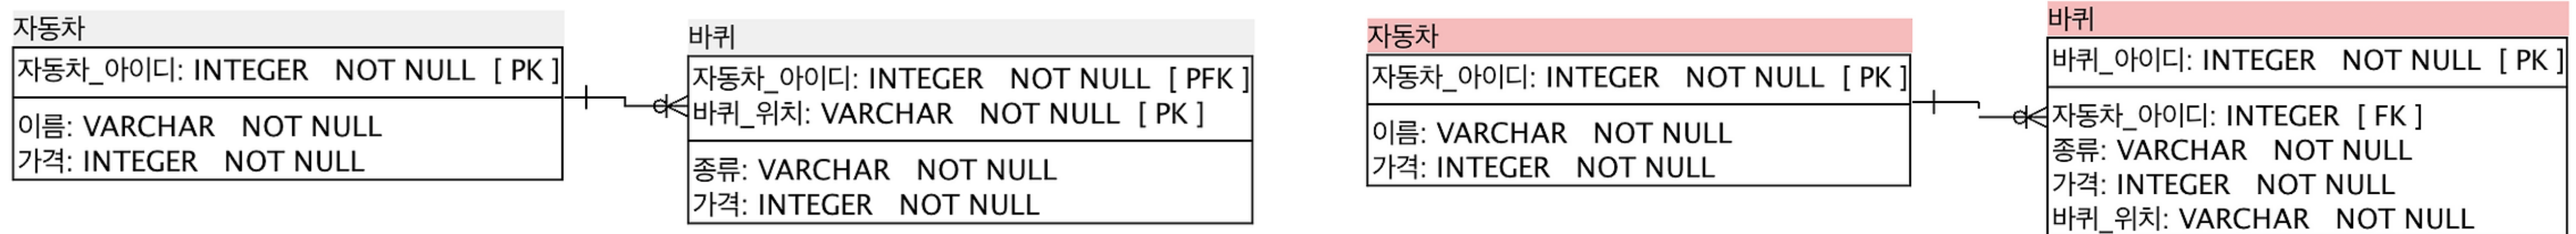 자동차
자동차_아이디: INTEGER NOT NULL [ PK ]
이름: VARCHAR NOT NULL
가격: INTEGER NOT NULL
바퀴
자동차_아이디: INTEGER NOT NULL [ PFK ]
바퀴_위치: VARCHAR NOT NULL [ PK ]
종류: VARCHAR NOT NULL
가격: INTEGER NOT NULL
자동차
자동차_아이디: INTEGER NOT NULL [ PK ]
이름: VARCHAR NOT NULL
가격: INTEGER NOT NULL
바퀴
바퀴_아이디: INTEGER NOT NULL [ PK ]
자동차_아이디: INTEGER [ FK ]
종류: VARCHAR NOT NULL
가격: INTEGER NOT NULL
바퀴_위치: VARCHAR NOT NULL